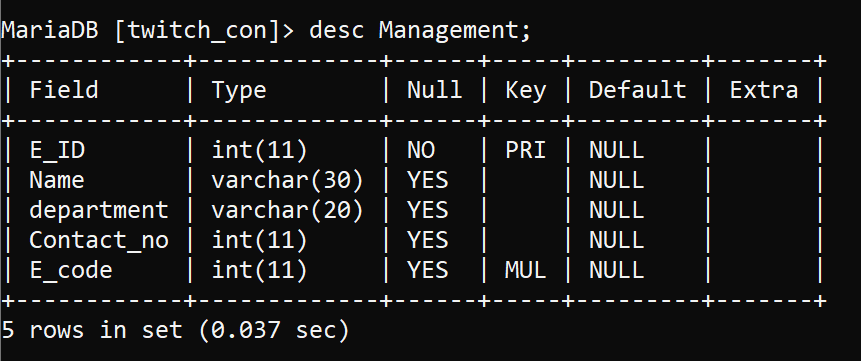 MariaDB [twitch_con]> desc Management;
+------------+-------------+------+-----+---------+-------+
| Field      | Type        | Null | Key | Default | Extra |
+------------+-------------+------+-----+---------+-------+
| E_ID       | int(11)     | NO   | PRI | NULL    |       |
| Name       | varchar(30) | YES  |     | NULL    |       |
| department | varchar(20) | YES  |     | NULL    |       |
| Contact_no | int(11)     | YES  |     | NULL    |       |
| E_code     | int(11)     | YES  | MUL | NULL    |       |
+------------+-------------+------+-----+---------+-------+
5 rows in set (0.037 sec)